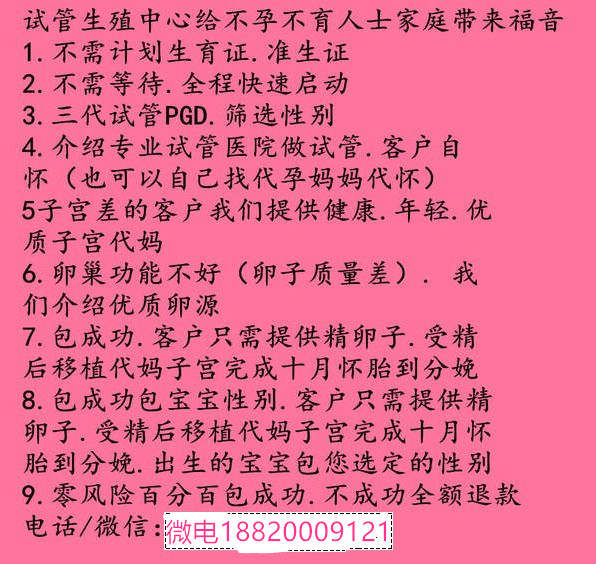 试管生殖中心给不孕不育人士家庭带来福音
1.不需计划生育证.准生证
2.不需等待.全程快速启动
3.三代试管PGD.筛选性别
4.介绍专业试管医院做试管.客户自
怀（也可以自己找代孕妈妈代怀）
5子宫差的客户我们提供健康.年轻.优
质子宫代妈
6.卵巢功能不好（卵子质量差）. 我
们介绍优质卵源
7.包成功.客户只需提供精卵子.受精
后移植代妈子宫完成十月怀胎到分娩
8.包成功包宝宝性别.客户只需提供精
卵子.受精后移植代妈子宫完成十月怀
胎到分娩.出生的宝宝包您选定的性别
9.零风险百分百包成功.不成功全额退款
电话/微信:微电18820009121